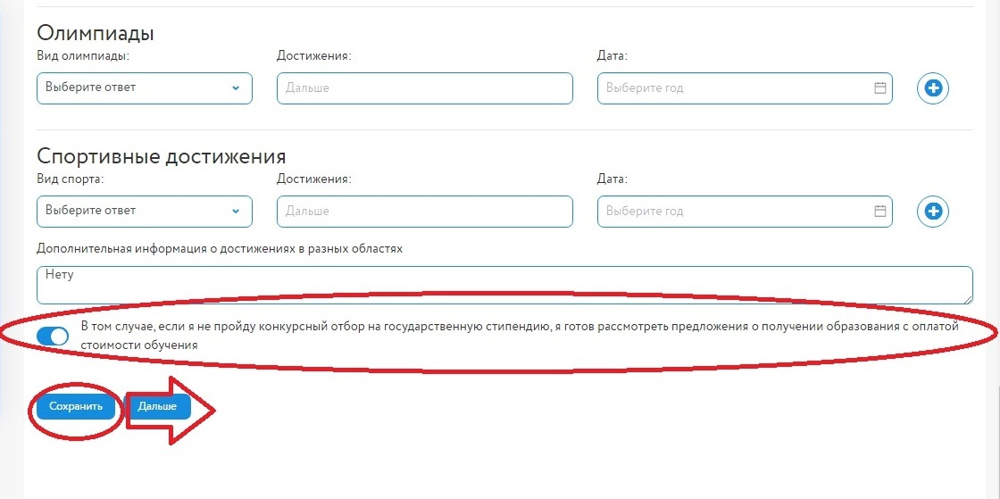 Олимпиады
Вид олимпиады: Достижения: Дата:
Выберите ответ Дальше Выберите год
Спортивные достижения
Вид спорта: Достижения: Дата:
Выберите ответ Дальше Выберите год
Дополнительная информация о достижениях в разных областях
Нету
В том случае, если я не пройду конкурсный отбор на государственную стипендию, я готов рассмотреть предложения о получении образования с оплатой
стоимости обучения
Сохранить Дальше